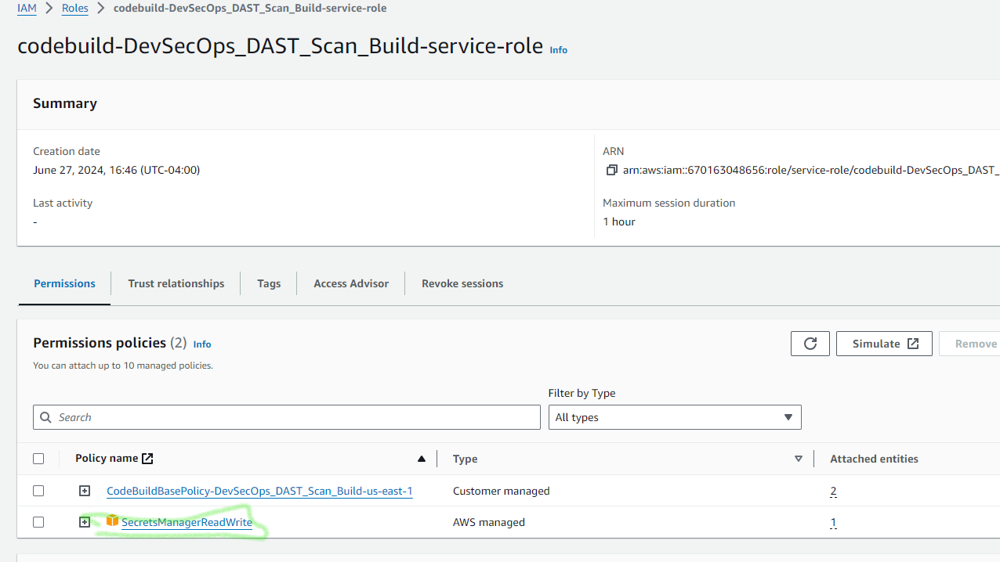 IAM > Roles > codebuild-DevSecOps_DAST_Scan_Build-service-role
codebuild-DevSecOps_DAST_Scan_Build-service-role Info
Summary
Creation date
June 27, 2024, 16:46 (UTC-04:00)
Last activity
-
ARN
arn:aws:iam::670163048656:role/service-role/codebuild-DevSecOps_DAST_
Maximum session duration
1 hour
Permissions Trust relationships Tags Access Advisor Revoke sessions
Permissions policies (2) Info
You can attach up to 10 managed policies.
Simulate Remove
Filter by Type
Search All types
Policy name Type Attached entities
CodeBuildBasePolicy-DevSecOps_DAST_Scan_Build-us-east-1 Customer managed 2
SecretsManagerReadWrite AWS managed 1